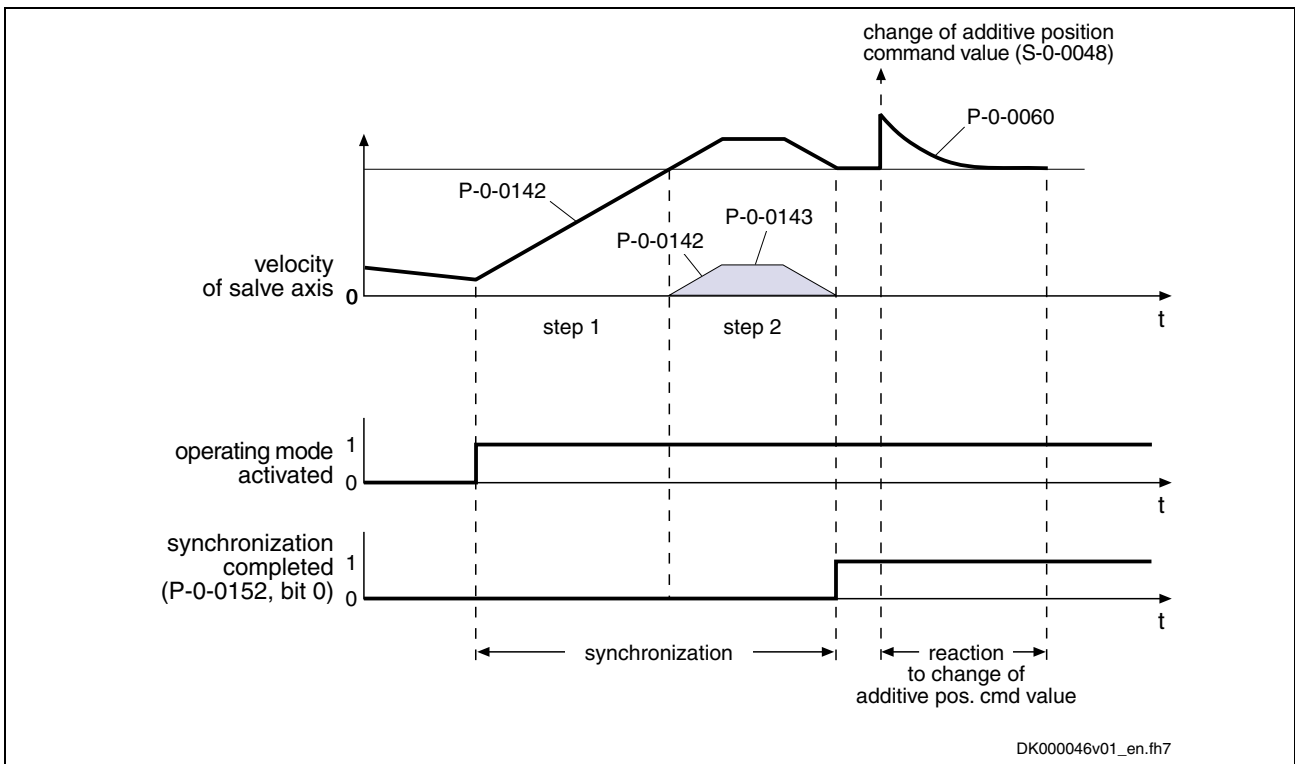 change of additive position
command value (S-0-0048)
P-0-0060
P-0-0142
P-0-0143
P-0-0142
velocity
of salve axis
0
t
step 1
step 2
operating mode
activated
1
0
t
synchronization
completed
(P-0-0152, bit 0)
1
0
t
synchronization
reaction
to change of
additive pos. cmd value
DK000046v01_en.fh7